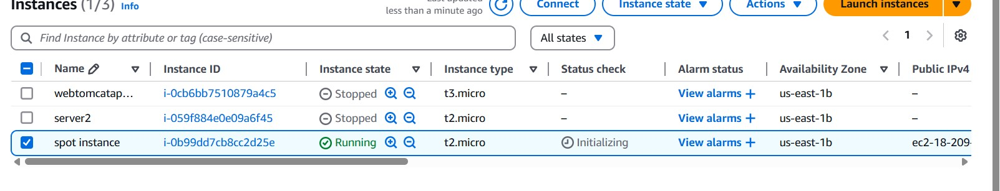 Instances (1/3) Info
Last updated
less than a minute ago
Connect
Instance state
Actions
Launch instances
Find Instance by attribute or tag (case-sensitive)
All states
1
Name Instance ID Instance state Instance type Status check Alarm status Availability Zone Public IPv4
webtomcatap... i-0cb6bb7510879a4c5 Stopped t3.micro – View alarms + us-east-1b –
server2 i-059f884e0e09a6f45 Stopped t2.micro – View alarms + us-east-1b –
spot instance i-0b99dd7cb8cc2d25e Running t2.micro Initializing View alarms + us-east-1b ec2-18-209-